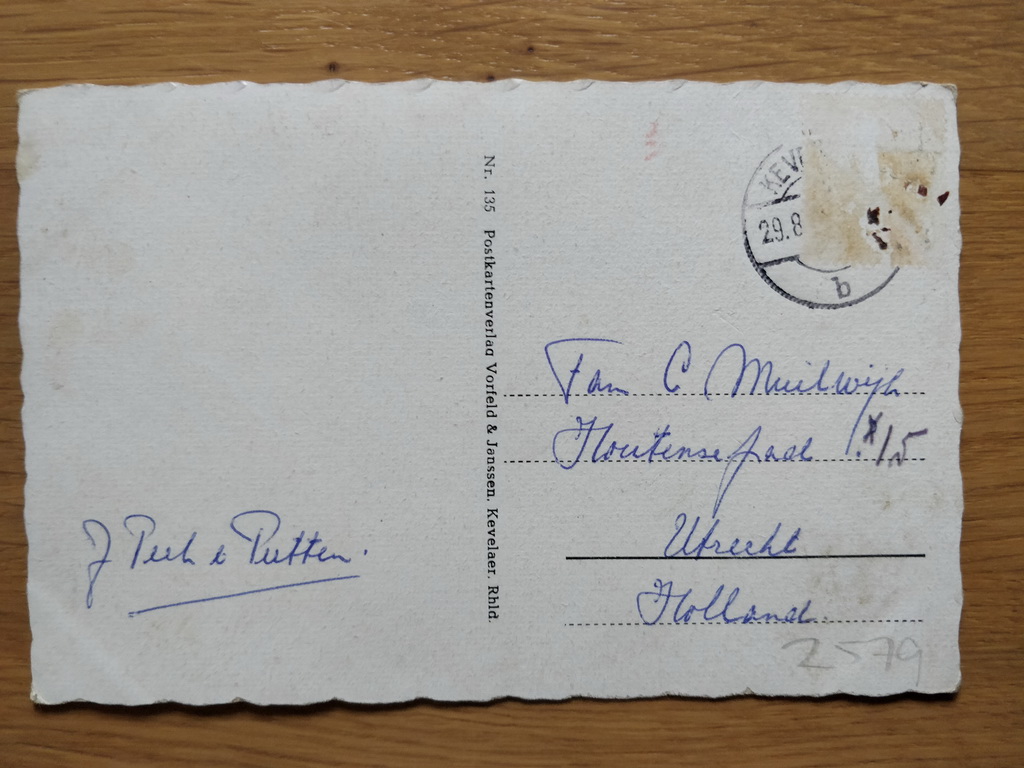 KEVE
29.8
b
Nr. 135 Postkartenverlag Vorfeld & Janssen, Kevelaer, Rhld.
Fam C Muilwijk
Houtensepad 15
Utrecht
Holland
J Peek v Putten.
2579